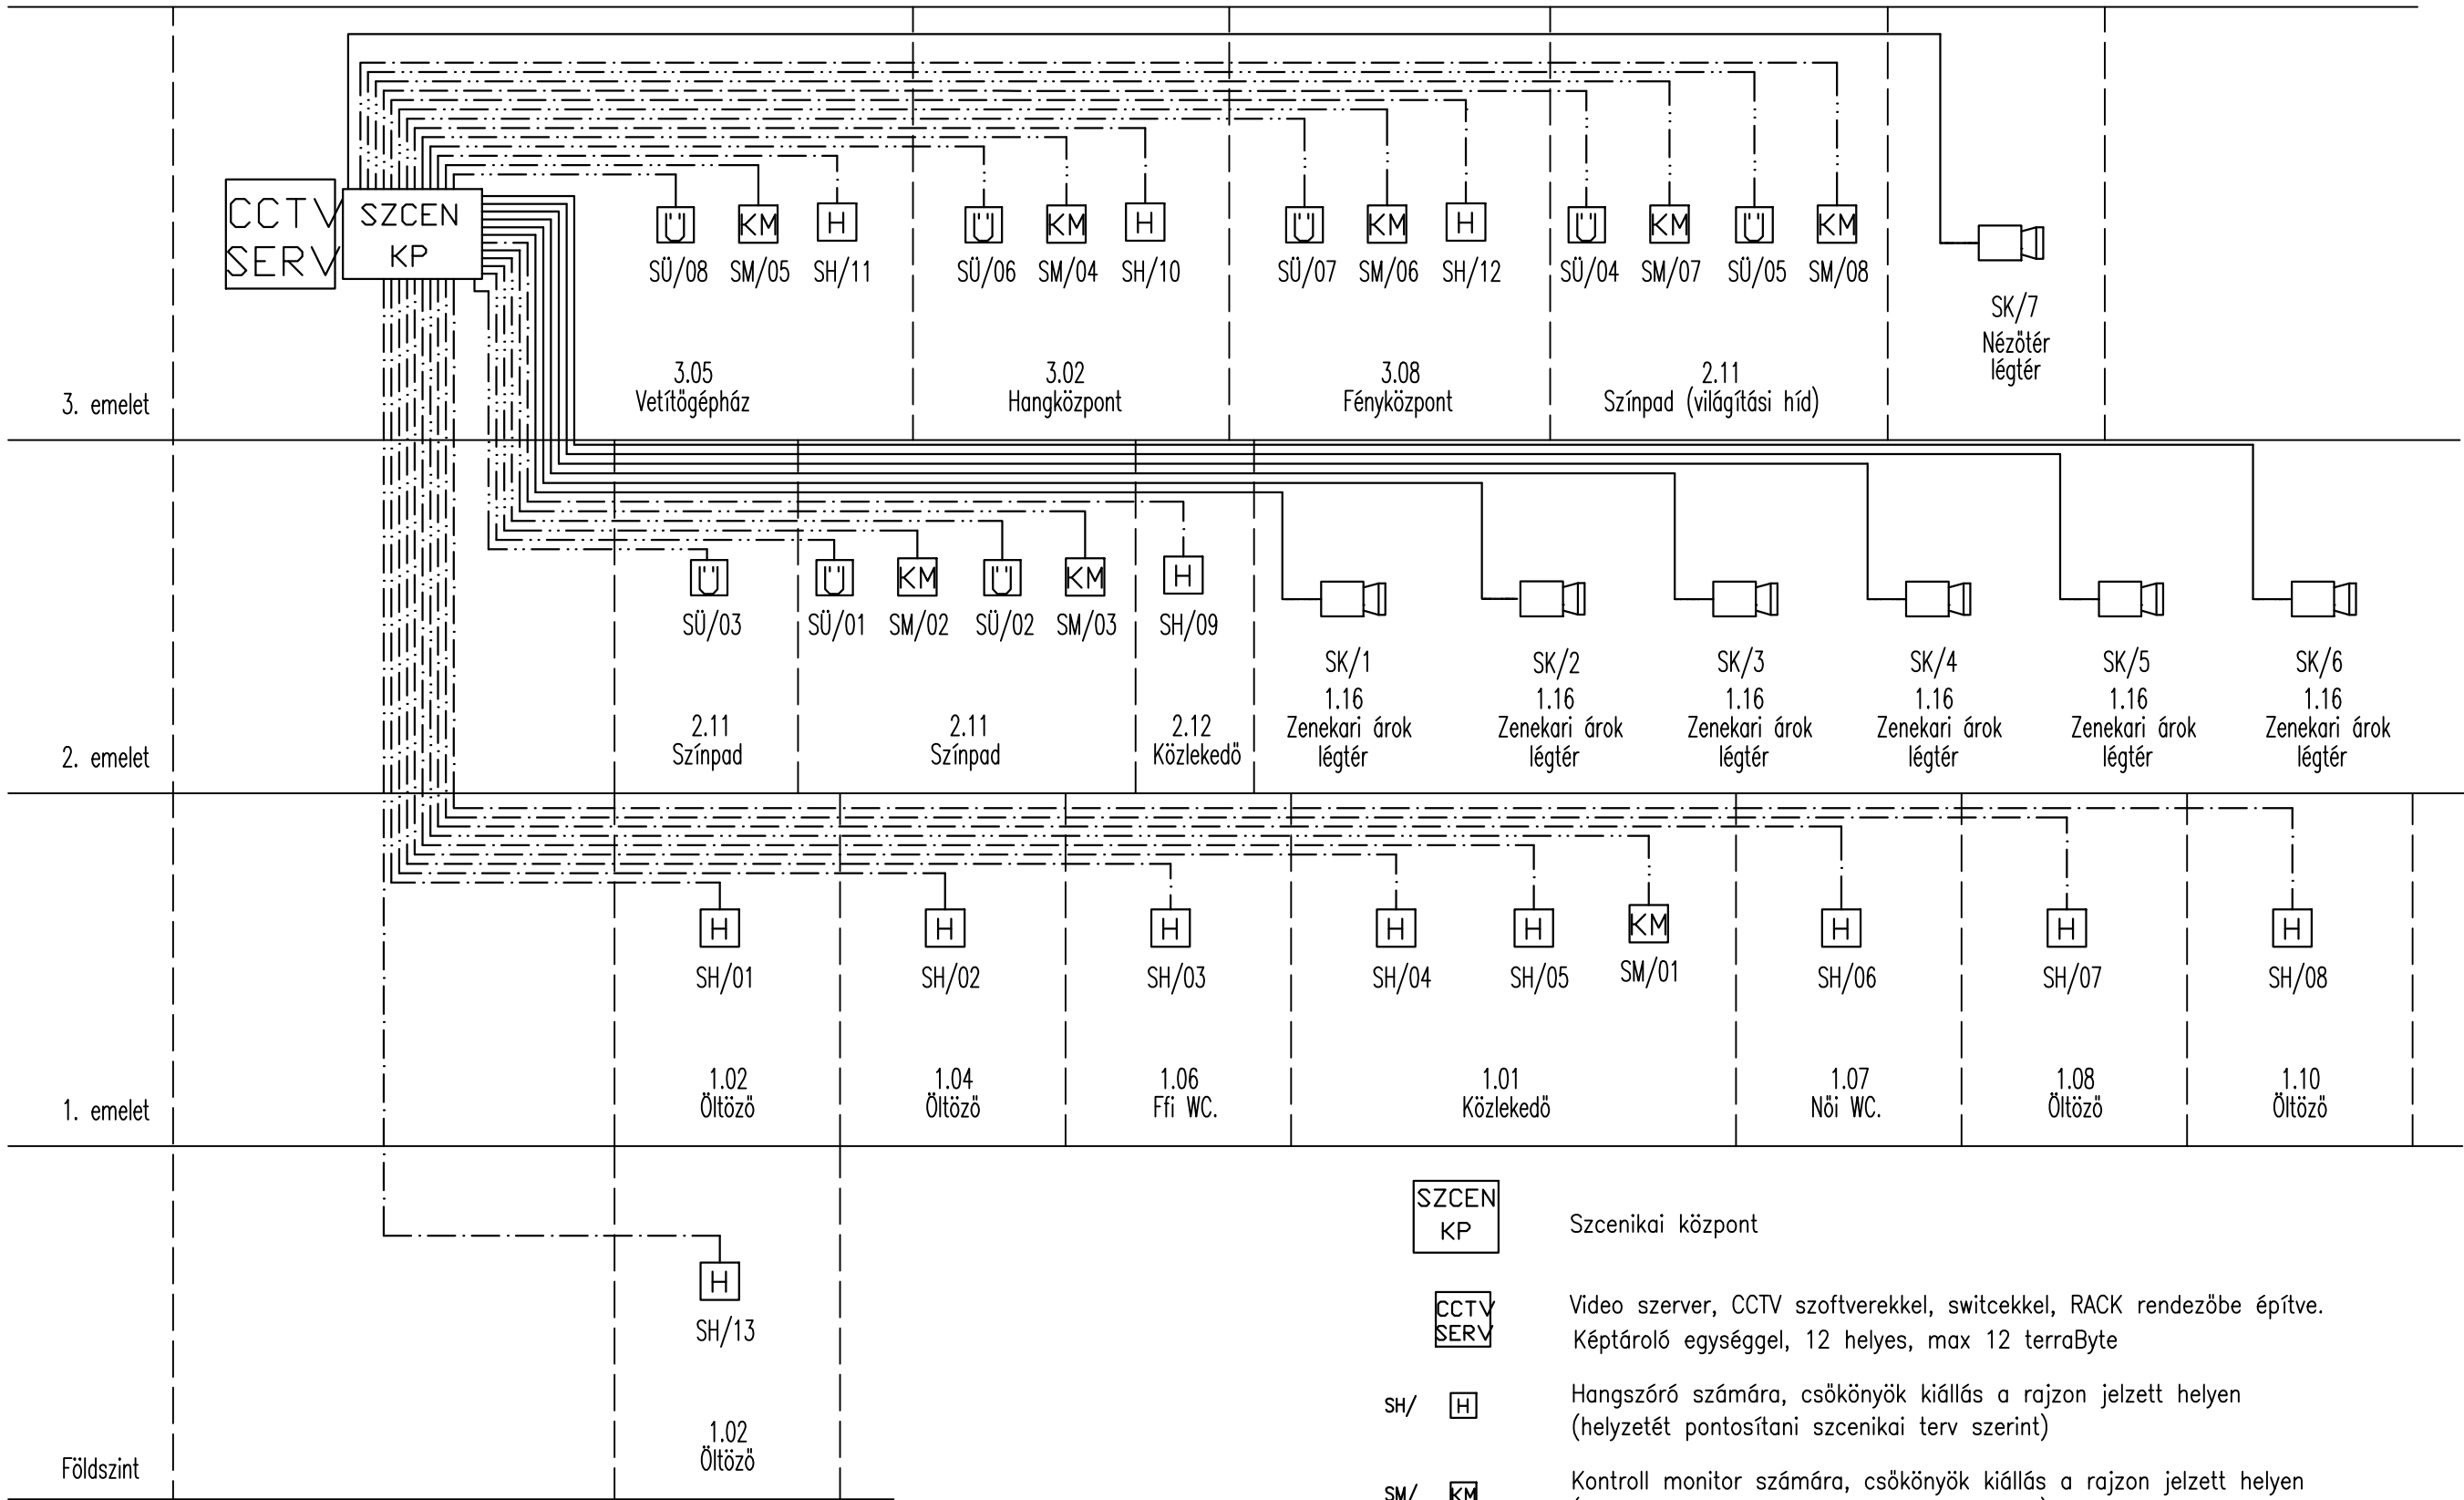 CCTV
SERV
SZCEN
KP
Ü
KM
H
Ü
KM
H
Ü
KM
H
Ü
KM
Ü
KM
SÜ/08
SM/05
SH/11
SÜ/06
SM/04
SH/10
SÜ/07
SM/06
SH/12
SÜ/04
SM/07
SÜ/05
SM/08
SK/7
Nézőtér
légtér
3.05
Vetítőgépház
3.02
Hangközpont
3.08
Fényközpont
2.11
Színpad (világítási híd)
3. emelet
Ü
Ü
KM
Ü
KM
H
SÜ/03
SÜ/01
SM/02
SÜ/02
SM/03
SH/09
SK/1
1.16
Zenekari árok
légtér
SK/2
1.16
Zenekari árok
légtér
SK/3
1.16
Zenekari árok
légtér
SK/4
1.16
Zenekari árok
légtér
SK/5
1.16
Zenekari árok
légtér
SK/6
1.16
Zenekari árok
légtér
2.11
Színpad
2.11
Színpad
2.12
Közlekedő
2. emelet
H
H
H
H
H
KM
H
H
H
SH/01
SH/02
SH/03
SH/04
SH/05
SM/01
SH/06
SH/07
SH/08
1.02
Öltöző
1.04
Öltöző
1.06
Ffi WC.
1.01
Közlekedő
1.07
Női WC.
1.08
Öltöző
1.10
Öltöző
1. emelet
H
SH/13
1.02
Öltöző
Földszint
SZCEN
KP
Szcenikai központ
CCTV
SERV
Video szerver, CCTV szoftverekkel, switcekkel, RACK rendezőbe építve.
Képtároló egységgel, 12 helyes, max 12 terraByte
SH/ H
Hangszóró számára, csőkönyök kiállás a rajzon jelzett helyen
(helyzetét pontosítani szcenikai terv szerint)
SM/ KM
Kontroll monitor számára, csőkönyök kiállás a rajzon jelzett helyen